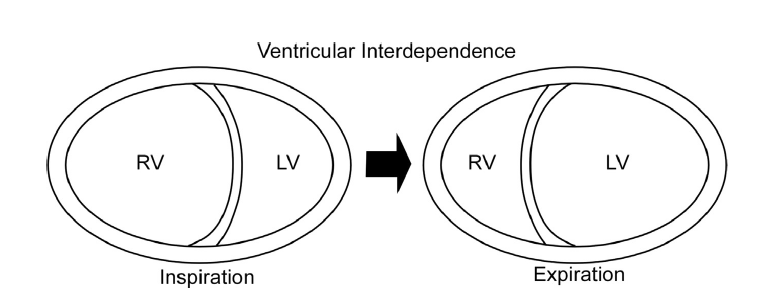 Ventricular Interdependence
RV
LV
RV
LV
Inspiration
Expiration